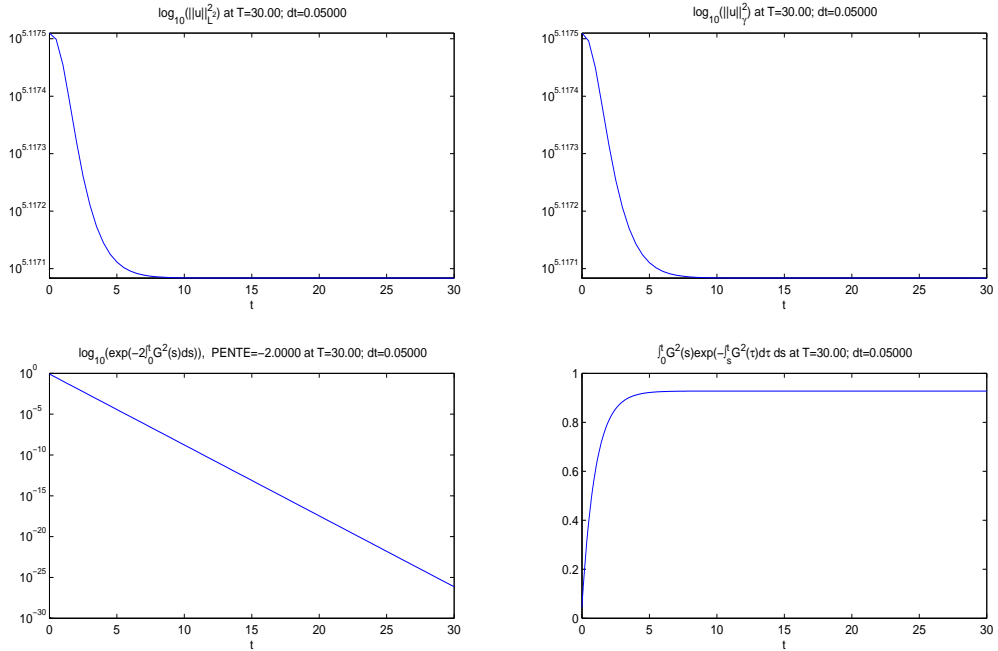 log₁₀(||u||²_L²) at T=30.00; dt=0.05000
10^5.1175
10^5.1174
10^5.1173
10^5.1172
10^5.1171
0 5 10 15 20 25 30
t
log₁₀(||u||²_γ) at T=30.00; dt=0.05000
10^5.1175
10^5.1174
10^5.1173
10^5.1172
10^5.1171
0 5 10 15 20 25 30
t
log₁₀(exp(−2∫₀ᵗG²(s)ds)), PENTE=−2.0000 at T=30.00; dt=0.05000
10^0
10^−5
10^−10
10^−15
10^−20
10^−25
10^−30
0 5 10 15 20 25 30
t
∫₀ᵗG²(s)exp(-∫ₛᵗG²(τ)dτ ds at T=30.00; dt=0.05000
1
0.8
0.6
0.4
0.2
0
0 5 10 15 20 25 30
t